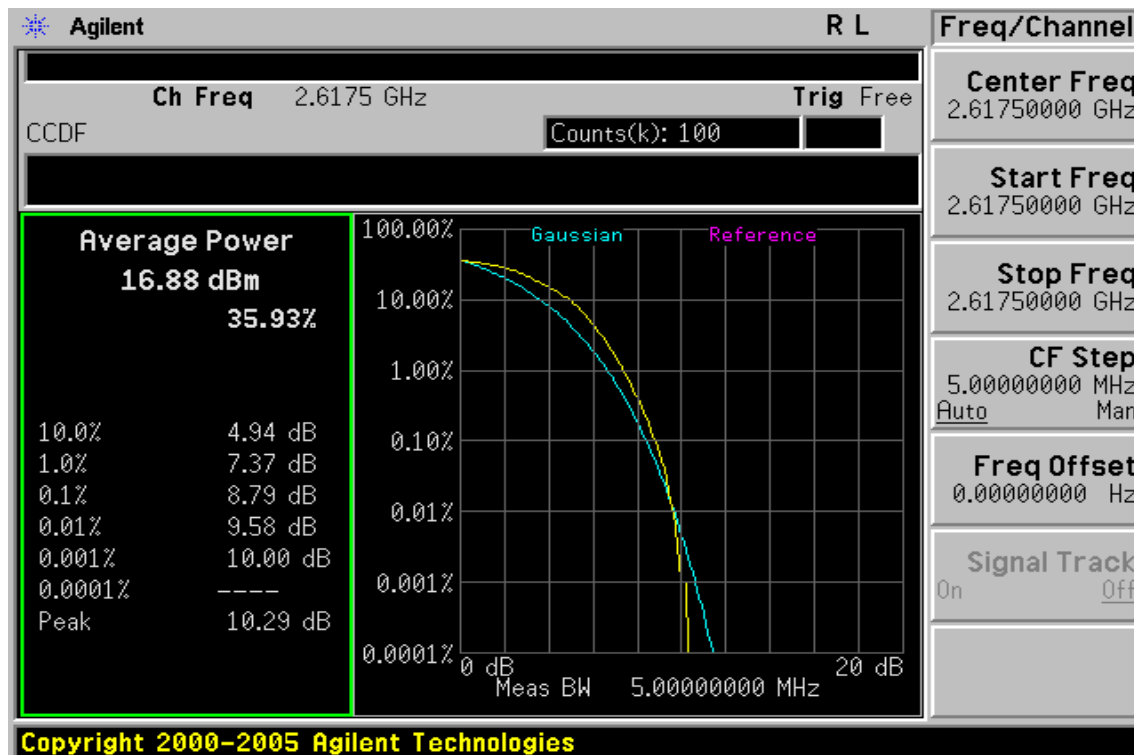 Agilent
R L
Freq/Channel
Ch Freq 2.6175 GHz
Trig Free
CCDF
Counts(k): 100
Average Power
16.88 dBm
35.93%
10.0% 4.94 dB
1.0% 7.37 dB
0.1% 8.79 dB
0.01% 9.58 dB
0.001% 10.00 dB
0.0001% ----
Peak 10.29 dB
Gaussian
Reference
100.00%
10.00%
1.00%
0.10%
0.01%
0.001%
0.0001%
0 dB
20 dB
Meas BW 5.00000000 MHz
Center Freq
2.61750000 GHz
Start Freq
2.61750000 GHz
Stop Freq
2.61750000 GHz
CF Step
5.00000000 MHz
Auto Man
Freq Offset
0.00000000 Hz
Signal Track
On Off
Copyright 2000-2005 Agilent Technologies